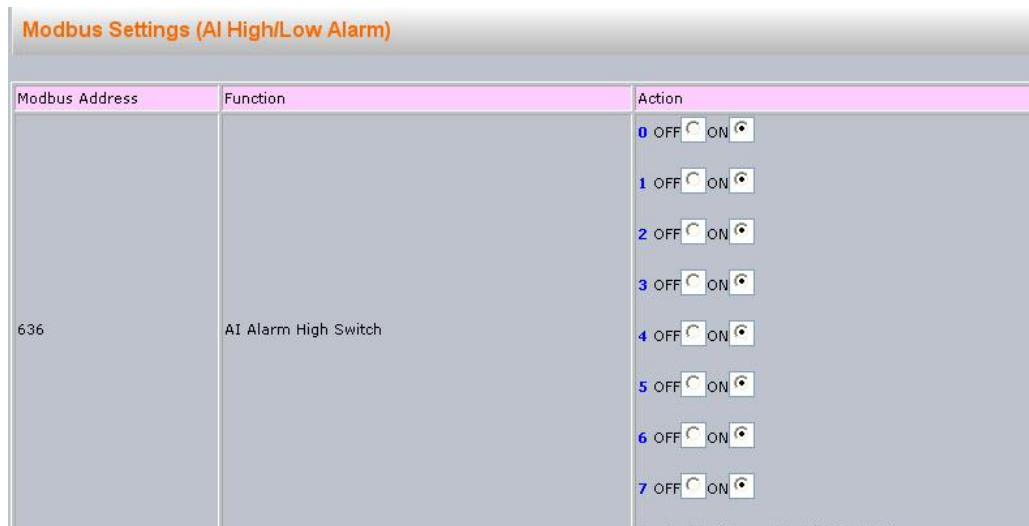 Modbus Settings (AI High/Low Alarm)
Modbus Address Function Action
636 AI Alarm High Switch
0 OFF ON
1 OFF ON
2 OFF ON
3 OFF ON
4 OFF ON
5 OFF ON
6 OFF ON
7 OFF ON